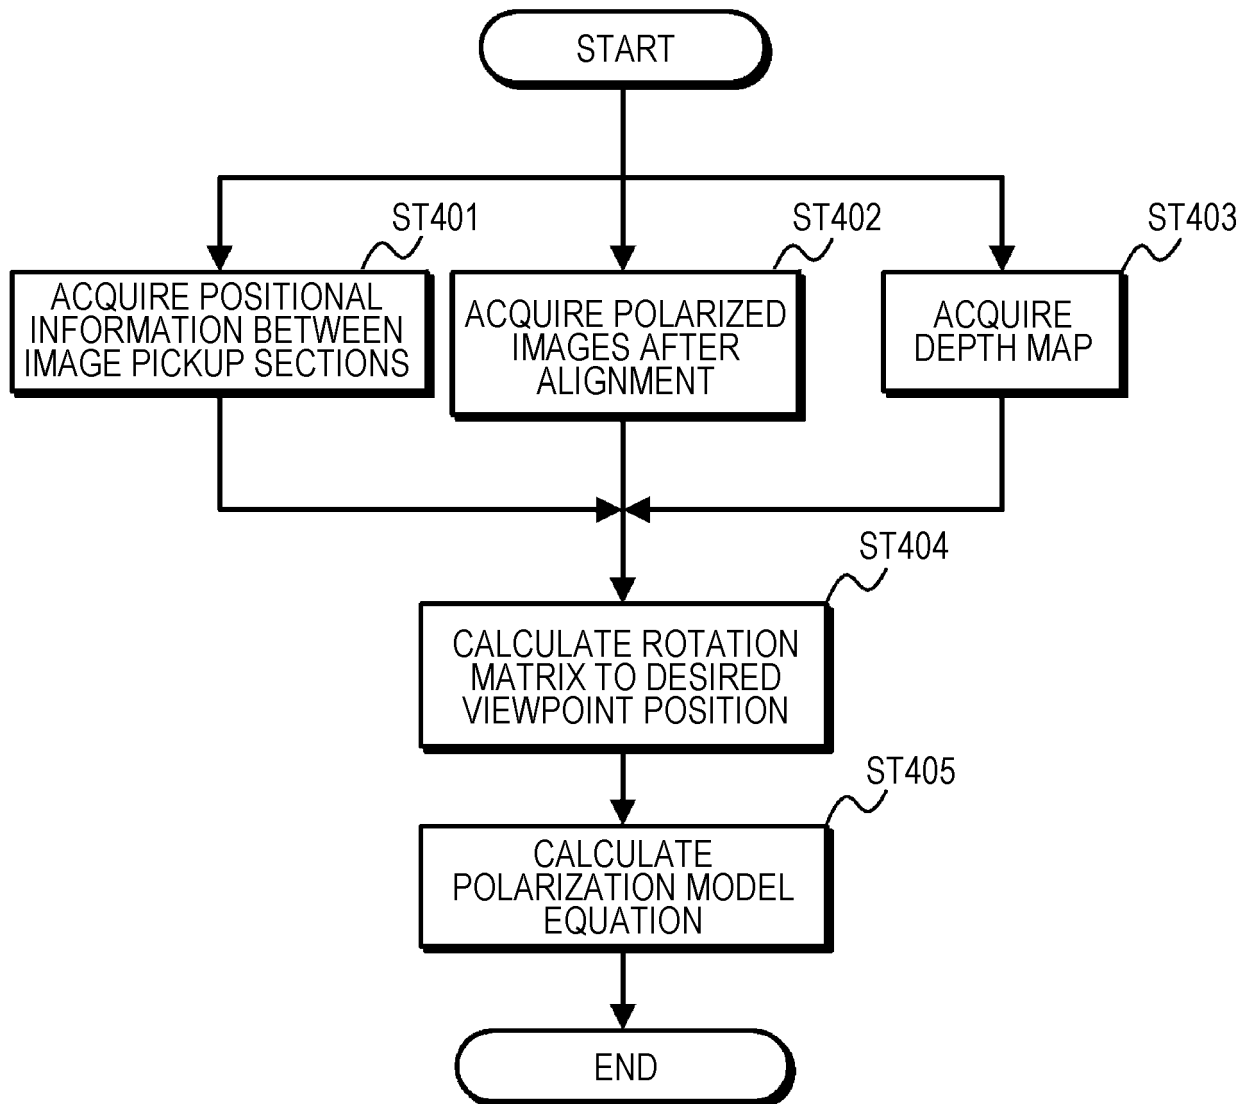 START
ST401
ACQUIRE POSITIONAL
INFORMATION BETWEEN
IMAGE PICKUP SECTIONS
ST402
ACQUIRE POLARIZED
IMAGES AFTER
ALIGNMENT
ST403
ACQUIRE
DEPTH MAP
ST404
CALCULATE ROTATION
MATRIX TO DESIRED
VIEWPOINT POSITION
ST405
CALCULATE
POLARIZATION MODEL
EQUATION
END